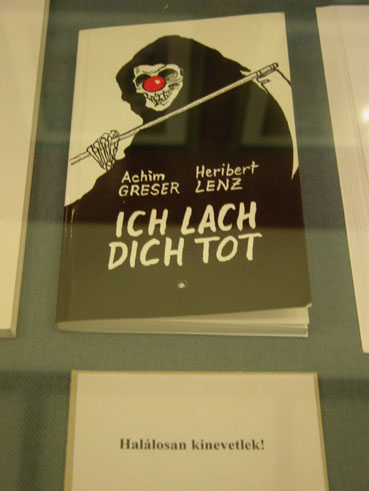 Achim Heribert
GRESER LENZ
ICH LACH
DICH TOT
Halálosan kinevetlek!